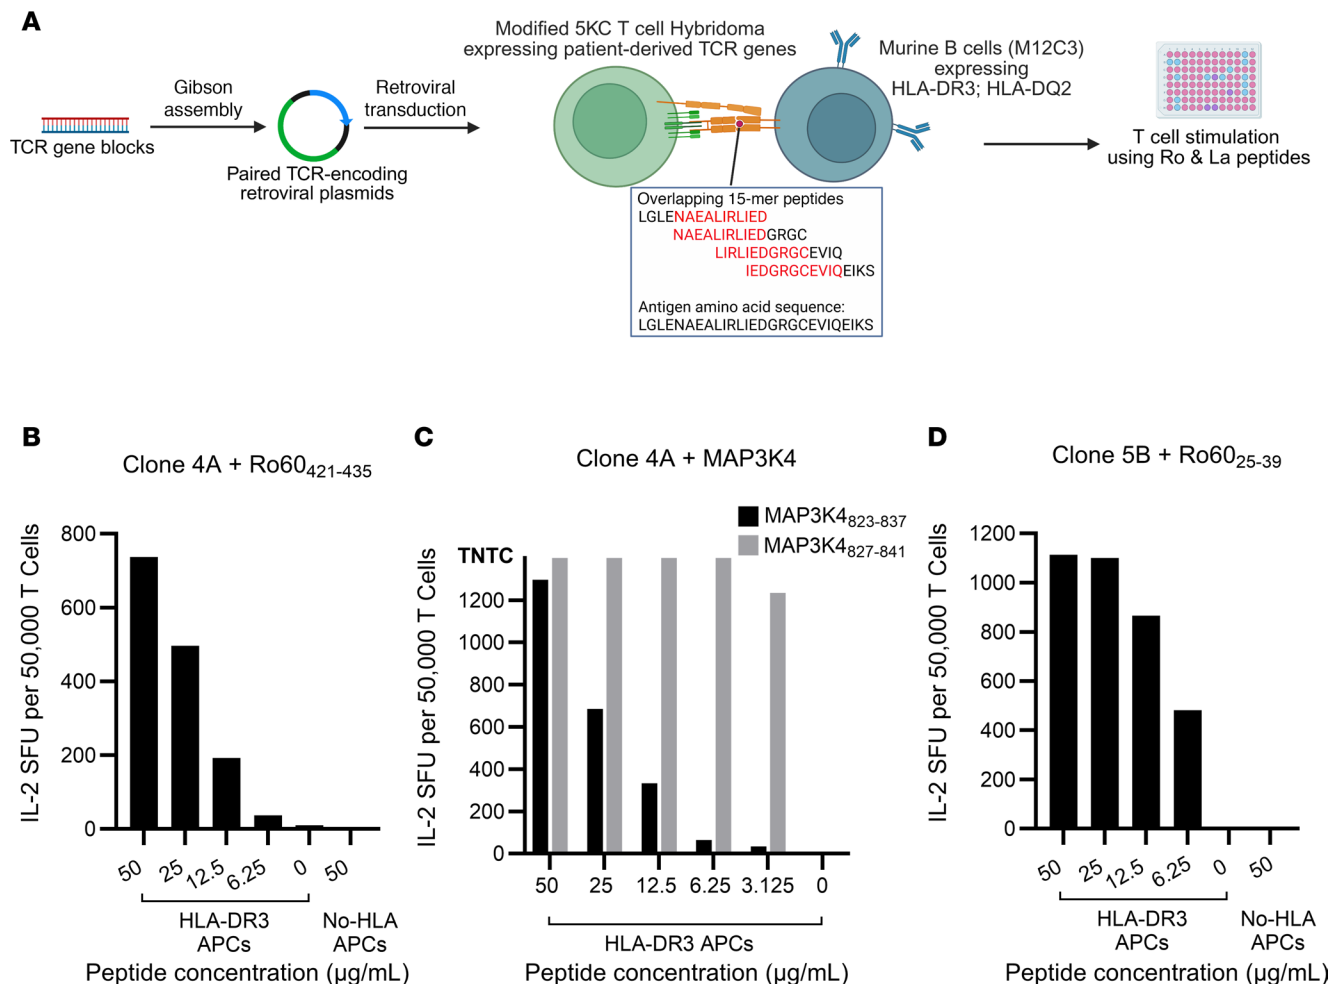 A
Modified 5KC T cell Hybridoma
expressing patient-derived TCR genes
Murine B cells (M12C3)
expressing
HLA-DR3; HLA-DQ2
Gibson
assembly
Retroviral
transduction
TCR gene blocks
Paired TCR-encoding
retroviral plasmids
T cell stimulation
using Ro & La peptides
Overlapping 15-mer peptides
LGLENAEALIRLIED
NAEALIRLIEDGRGC
LIRLIEDGRGCEVIQ
IEDGRGCEVIQEIKS
Antigen amino acid sequence:
LGLENAEALIRLIEDGRGCEVIQEIKS
B
Clone 4A + Ro60421-435
IL-2 SFU per 50,000 T Cells
800
600
400
200
0
50 25 12.5 6.25 0 50
HLA-DR3
APCs
No-HLA
APCs
Peptide concentration (µg/mL)
C
Clone 4A + MAP3K4
MAP3K4823-837
MAP3K4827-841
IL-2 SFU per 50,000 T Cells
TNTC
1200
1000
800
600
400
200
0
50 25 12.5 6.25 3.125 0
HLA-DR3 APCs
Peptide concentration (µg/mL)
D
Clone 5B + Ro6025-39
IL-2 SFU per 50,000 T Cells
1200
1000
800
600
400
200
0
50 25 12.5 6.25 0 50
HLA-DR3
APCs
No-HLA
APCs
Peptide concentration (µg/mL)